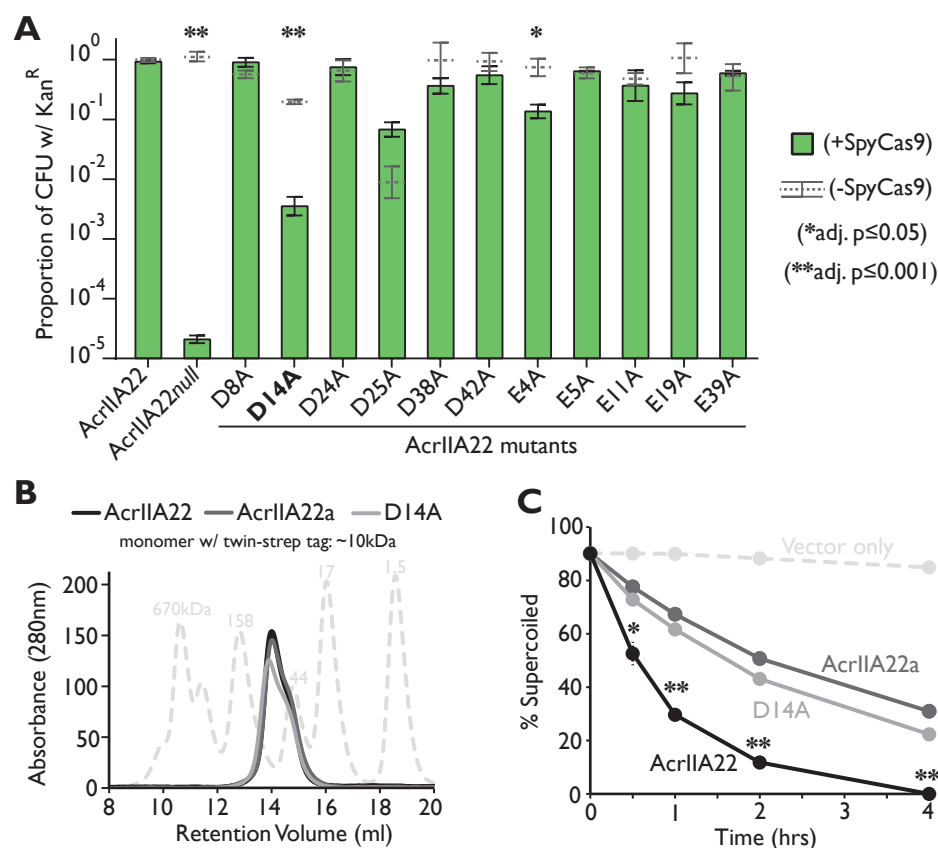 A
Proportion of CFU w/ Kan^R
10^0
10^-1
10^-2
10^-3
10^-4
10^-5
** ** *
AcrIIA22
AcrIIA22null
D8A
D14A
D24A
D25A
D38A
D42A
E4A
E5A
E11A
E19A
E39A
AcrIIA22 mutants
(+SpyCas9)
(-SpyCas9)
(*adj. p≤0.05)
(**adj. p≤0.001)
B
AcrIIA22 AcrIIA22a D14A
monomer w/ twin-strep tag: ~10kDa
Absorbance (280nm)
200
150
100
50
0
670kDa
158
44
17
1.5
8 10 12 14 16 18 20
Retention Volume (ml)
C
% Supercoiled
100
80
60
40
20
0
Vector only
AcrIIA22a
D14A
AcrIIA22
*
**
**
**
0 1 2 3 4
Time (hrs)